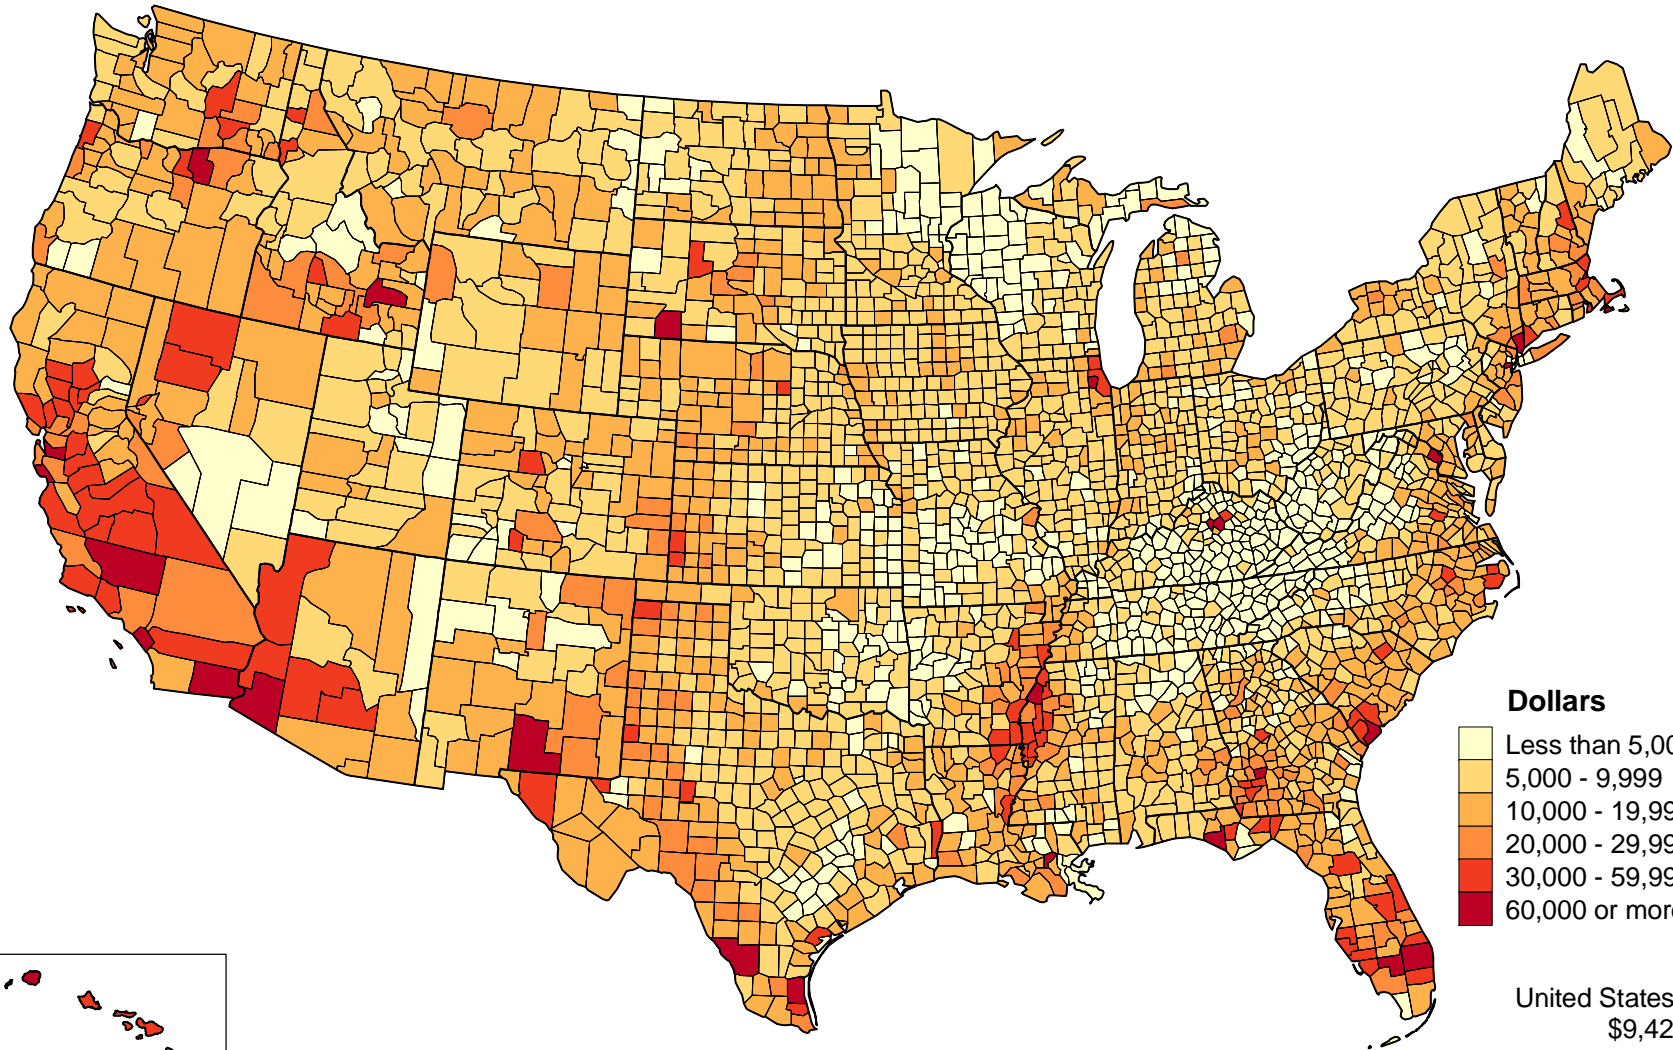 Dollars
Less than 5,00
5,000 - 9,999
10,000 - 19,99
20,000 - 29,99
30,000 - 59,99
60,000 or more
United States
$9,42